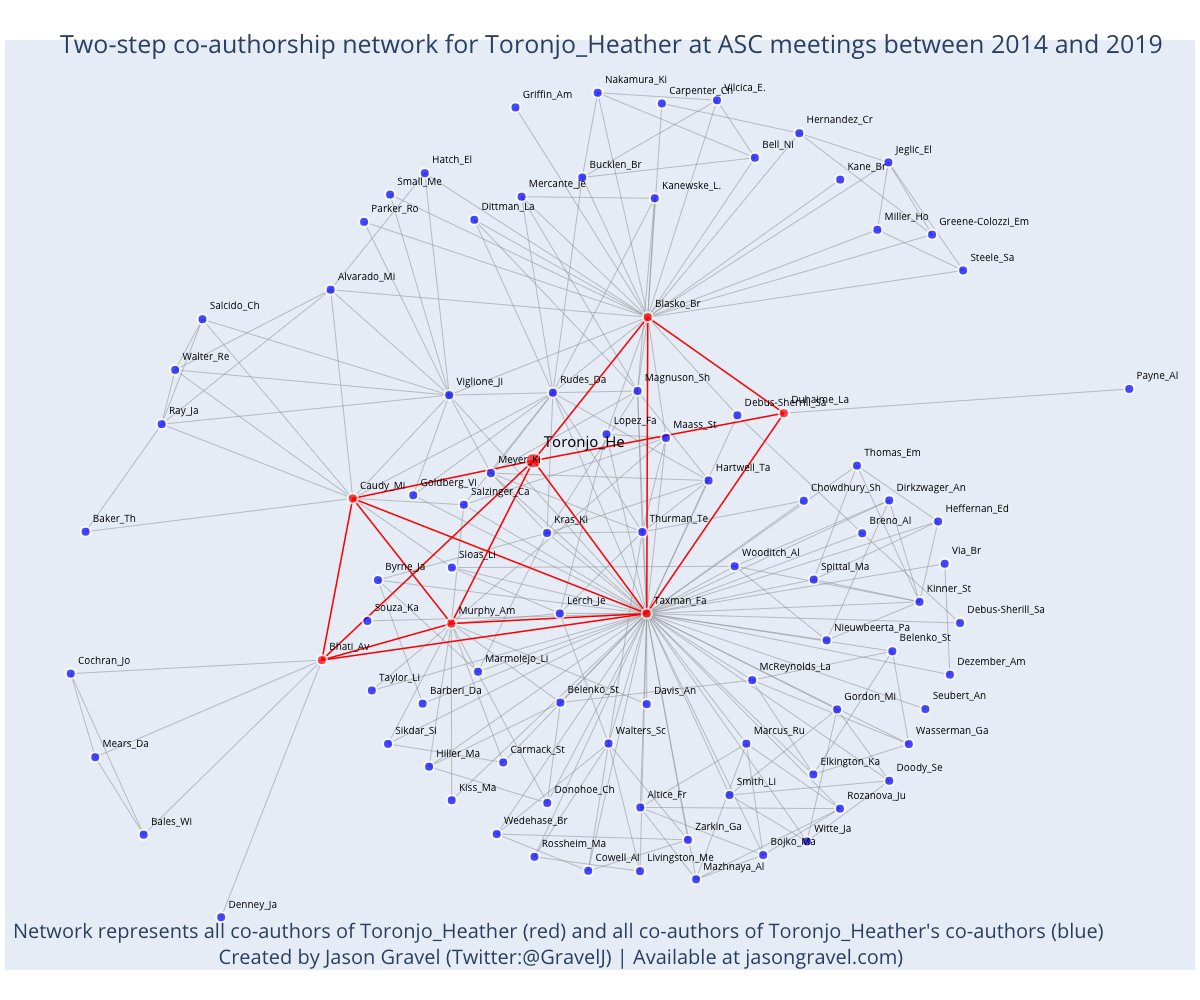 Two-step co-authorship network for Toronjo_Heather at ASC meetings between 2014 and 2019
Nakamura_Ki
Carpenter_Ch
Vilcica_E.
Griffin_Am
Hernandez_Cr
Bell_Ni
Jeglic_El
Hatch_El
Bucklen_Br
Kane_Br
Small_Me
Mercante_Je
Kanewske_L.
Parker_Ro
Dittman_La
Miller_Ho
Greene-Colozzi_Em
Steele_Sa
Alvarado_Mi
Salcido_Ch
Blasko_Br
Walter_Re
Payne_Al
Viglione_Ji
Rudes_Da
Magnuson_Sh
Ray_Ja
Debus-Sherrill_Sa
Duhaime_La
Lopez_Fa
Maass_St
Toronjo_He
Thomas_Em
Meyer_Ki
Hartwell_Ta
Caudy_Mi
Goldberg_Vi
Salzinger_Ca
Chowdhury_Sh
Dirkzwager_An
Heffernan_Ed
Baker_Th
Kras_Ki
Thurman_Te
Breno_Al
Via_Br
Sloas_Li
Wooditch_Al
Byrne_Ja
Spittal_Ma
Kinner_St
Souza_Ka
Murphy_Am
Lerch_Je
Taxman_Fa
Debus-Sherill_Sa
Nieuwbeerta_Pa
Belenko_St
Bhati_Av
Cochran_Jo
Marmolejo_Li
McReynolds_La
Dezember_Am
Taylor_Li
Barberi_Da
Belenko_St
Davis_An
Gordon_Mi
Seubert_An
Sikdar_Si
Walters_Sc
Marcus_Ru
Wasserman_Ga
Mears_Da
Hiller_Ma
Carmack_St
Elkington_Ka
Doody_Se
Kiss_Ma
Donohoe_Ch
Altice_Fr
Smith_Li
Rozanova_Ju
Bales_Wi
Wedehase_Br
Zarkin_Ga
Witte_Ja
Rossheim_Ma
Cowell_Al
Livingston_Me
Mazhnaya_Al
Bojko_Ma
Denney_Ja
Network represents all co-authors of Toronjo_Heather (red) and all co-authors of Toronjo_Heather's co-authors (blue)
Created by Jason Gravel (Twitter:@GravelJ) | Available at jasongravel.com)